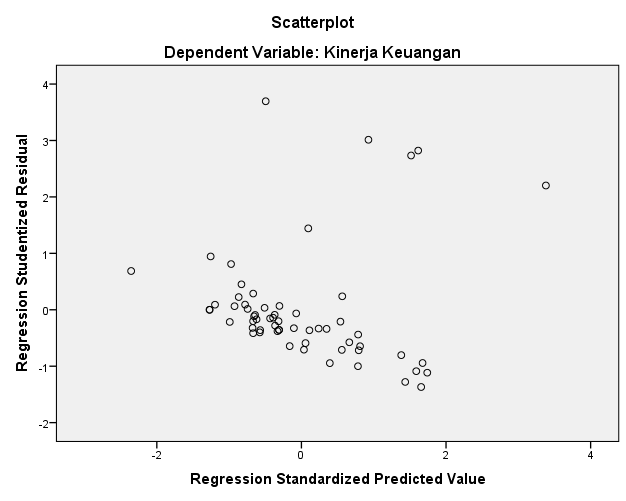 Scatterplot
Dependent Variable: Kinerja Keuangan
Regression Studentized Residual
4
3
2
1
0
-1
-2
-2
0
2
4
Regression Standardized Predicted Value